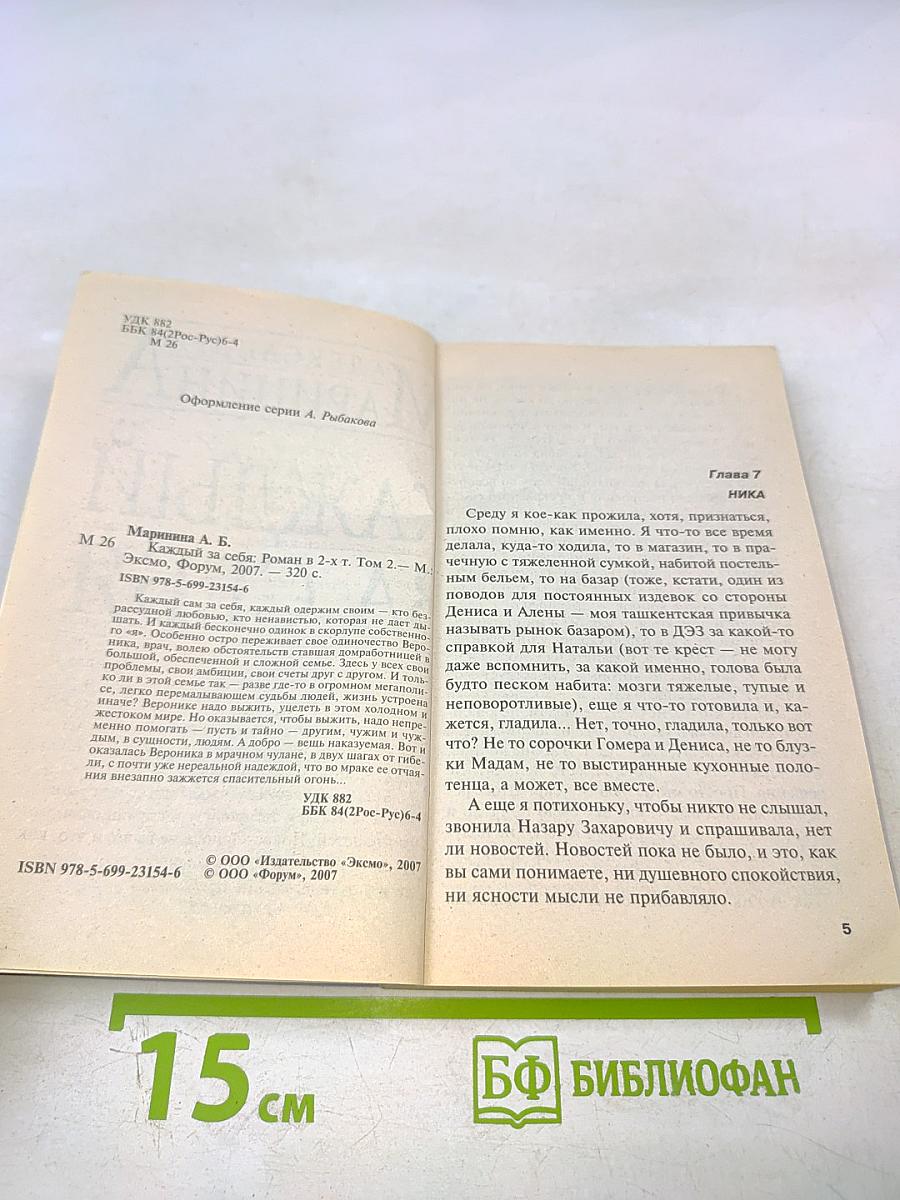 УДК 882
ББК 84(2Рос-Рус)6-4
М 26
Оформление серии А. Рыбакова
Маринина А. Б.
М 26 Каждый за себя: Роман в 2-х т. Том 2.— М.:
Эксмо, Форум, 2007. — 320 с.
ISBN 978-5-699-23154-6
Каждый сам за себя, каждый одержим своим — кто без-
рассудной любовью, кто ненавистью, которая не дает ды-
шать. И каждый бесконечно одинок в скорлупе собственно-
го «я». Особенно остро переживает свое одиночество Веро-
ника, врач, волею обстоятельств ставшая домработницей в
большой, обеспеченной и сложной семье. Здесь у всех свои
проблемы, свои амбиции, свои счеты друг с другом. И толь-
ко ли в этой семье так — разве где-то в огромном мегаполи-
се, легко перемалывающем судьбы людей, жизнь устроена
иначе? Веронике надо выжить, уцелеть в этом холодном и
жестоком мире. Но оказывается, чтобы выжить, надо непре-
менно помогать — пусть и тайно — другим, чужим и чуж-
дым, в сущности, людям. А добро — вещь наказуемая. Вот и
оказалась Вероника в мрачном чулане, в двух шагах от гибе-
ли, с почти уже нереальной надеждой, что во мраке ее отчая-
ния внезапно зажжется спасительный огонь...
УДК 882
ББК 84(2Рос-Рус)6-4
ISBN 978-5-699-23154-6
© ООО «Издательство «Эксмо», 2007
© ООО «Форум», 2007
Глава 7
НИКА
Среду я кое-как прожила, хотя, признаться,
плохо помню, как именно. Я что-то все время
делала, куда-то ходила, то в магазин, то в пра-
чечную с тяжеленной сумкой, набитой постель-
ным бельем, то на базар (тоже, кстати, один из
поводов для постоянных издевок со стороны
Дениса и Алены — моя ташкентская привычка
называть рынок базаром), то в ДЭЗ за какой-то
справкой для Натальи (вот те крест — не могу
даже вспомнить, за какой именно, голова была
будто песком набита: мозги тяжелые, тупые и
неповоротливые), еще я что-то готовила и, ка-
жется, гладила... Нет, точно, гладила, только вот
что? Не то сорочки Гомера и Дениса, не то блуз-
ки Мадам, не то выстиранные кухонные поло-
тенца, а может, все вместе.
А еще я потихоньку, чтобы никто не слышал,
звонила Назару Захаровичу и спрашивала, нет
ли новостей. Новостей пока не было, и это, как
вы сами понимаете, ни душевного спокойствия,
ни ясности мысли не прибавляло.
5
15 см
БФ БИБЛИОФАН